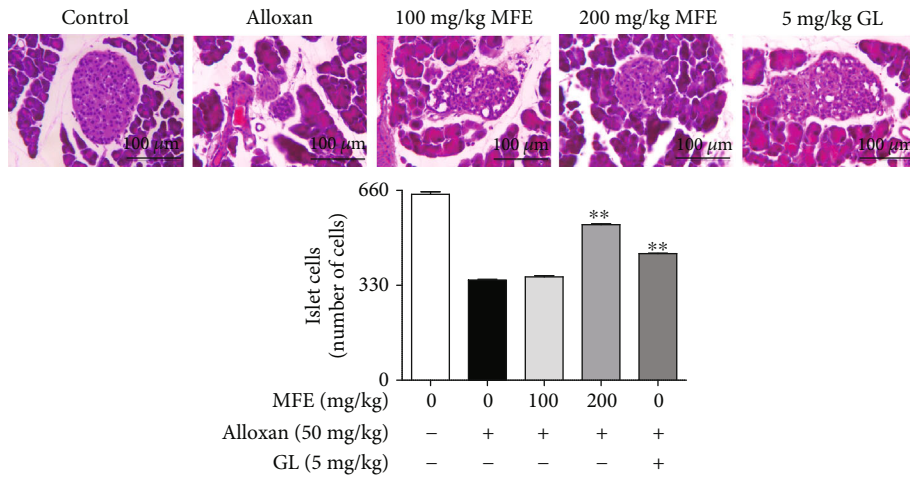 Control Alloxan 100 mg/kg MFE 200 mg/kg MFE 5 mg/kg GL
100 μm 100 μm 100 μm 100 μm 100 μm
660
330
0
Islet cells
(number of cells)
** **
MFE (mg/kg) 0 0 100 200 0
Alloxan (50 mg/kg) − + + + +
GL (5 mg/kg) − − − − +